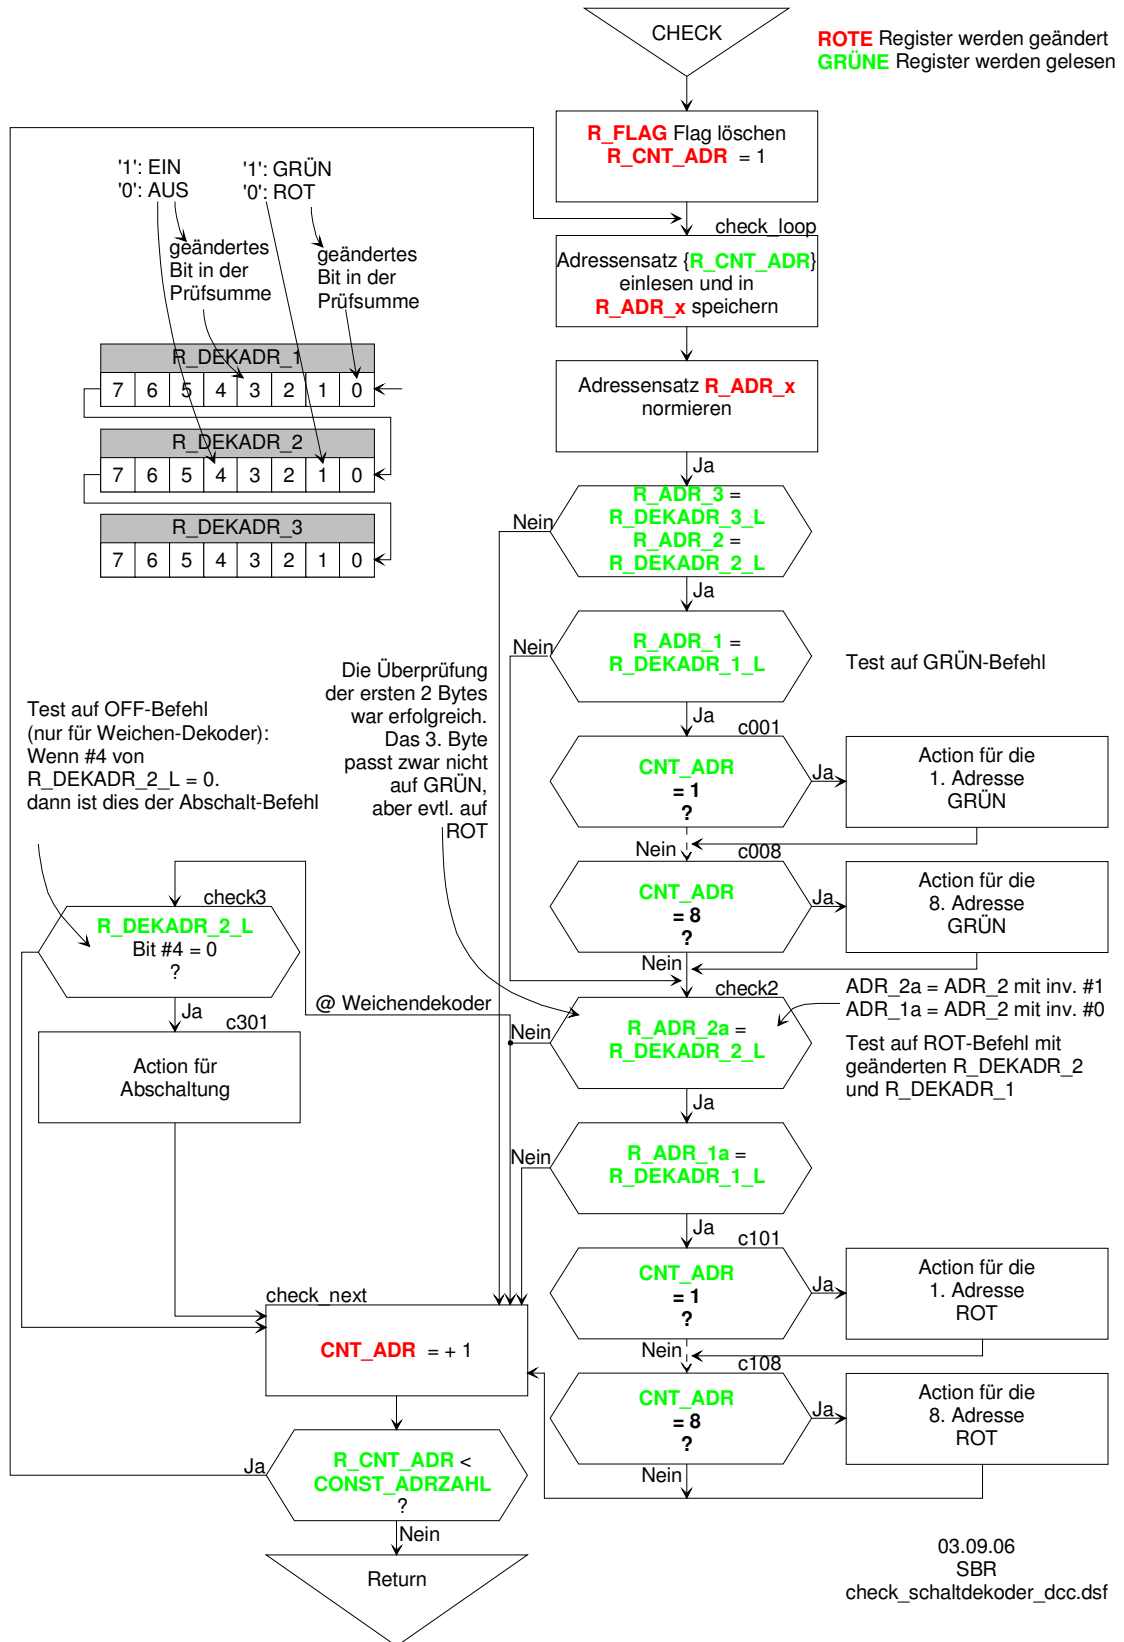 CHECK
ROTE Register werden geändert
GRÜNE Register werden gelesen
R_FLAG Flag löschen
R_CNT_ADR = 1
'1': EIN
'0': AUS
'1': GRÜN
'0': ROT
geändertes
Bit in der
Prüfsumme
geändertes
Bit in der
Prüfsumme
check_loop
Adressensatz {R_CNT_ADR}
einlesen und in
R_ADR_x speichern
R_DEKADR_1
7 6 5 4 3 2 1 0
Adressensatz R_ADR_x
normieren
R_DEKADR_2
7 6 5 4 3 2 1 0
Ja
R_DEKADR_3
7 6 5 4 3 2 1 0
Nein
R_ADR_3 =
R_DEKADR_3_L
R_ADR_2 =
R_DEKADR_2_L
Ja
Nein
R_ADR_1 =
R_DEKADR_1_L
Test auf GRÜN-Befehl
Die Überprüfung
der ersten 2 Bytes
war erfolgreich.
Das 3. Byte
passt zwar nicht
auf GRÜN,
aber evtl. auf
ROT
Test auf OFF-Befehl
(nur für Weichen-Dekoder):
Wenn #4 von
R_DEKADR_2_L = 0.
dann ist dies der Abschalt-Befehl
Ja
c001
CNT_ADR
= 1
?
Ja
Action für die
1. Adresse
GRÜN
Nein
c008
CNT_ADR
= 8
?
Ja
Action für die
8. Adresse
GRÜN
Nein
check3
R_DEKADR_2_L
Bit #4 = 0
?
Ja
c301
Action für
Abschaltung
@ Weichendekoder
check2
Nein
R_ADR_2a =
R_DEKADR_2_L
ADR_2a = ADR_2 mit inv. #1
ADR_1a = ADR_2 mit inv. #0
Test auf ROT-Befehl mit
geänderten R_DEKADR_2
und R_DEKADR_1
Ja
Nein
R_ADR_1a =
R_DEKADR_1_L
Ja
c101
CNT_ADR
= 1
?
Ja
Action für die
1. Adresse
ROT
Nein
c108
CNT_ADR
= 8
?
Ja
Action für die
8. Adresse
ROT
Nein
check_next
CNT_ADR = + 1
Ja
R_CNT_ADR <
CONST_ADRZAHL
?
Nein
Return
03.09.06
SBR
check_schaltdekoder_dcc.dsf